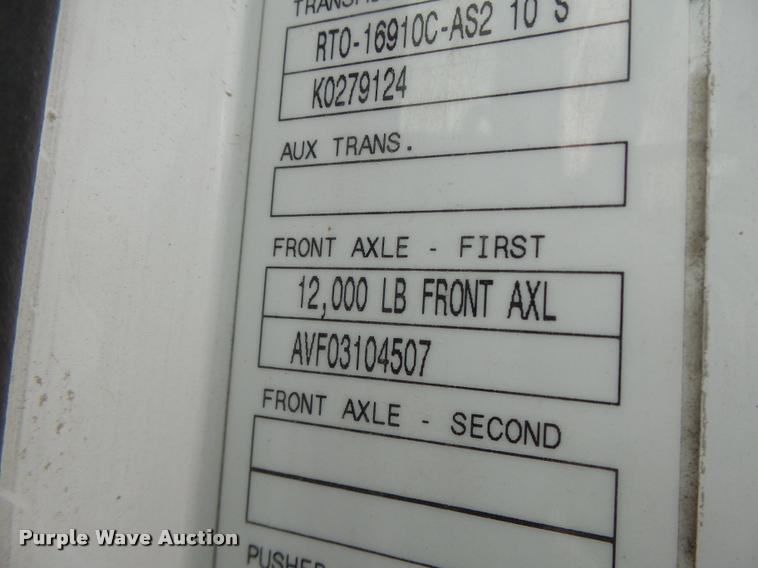 RTO-16910C-AS2 10 S
K0279124
AUX TRANS.
FRONT AXLE - FIRST
12,000 LB FRONT AXL
AVF03104507
FRONT AXLE - SECOND
PUSHER
Purple Wave Auction